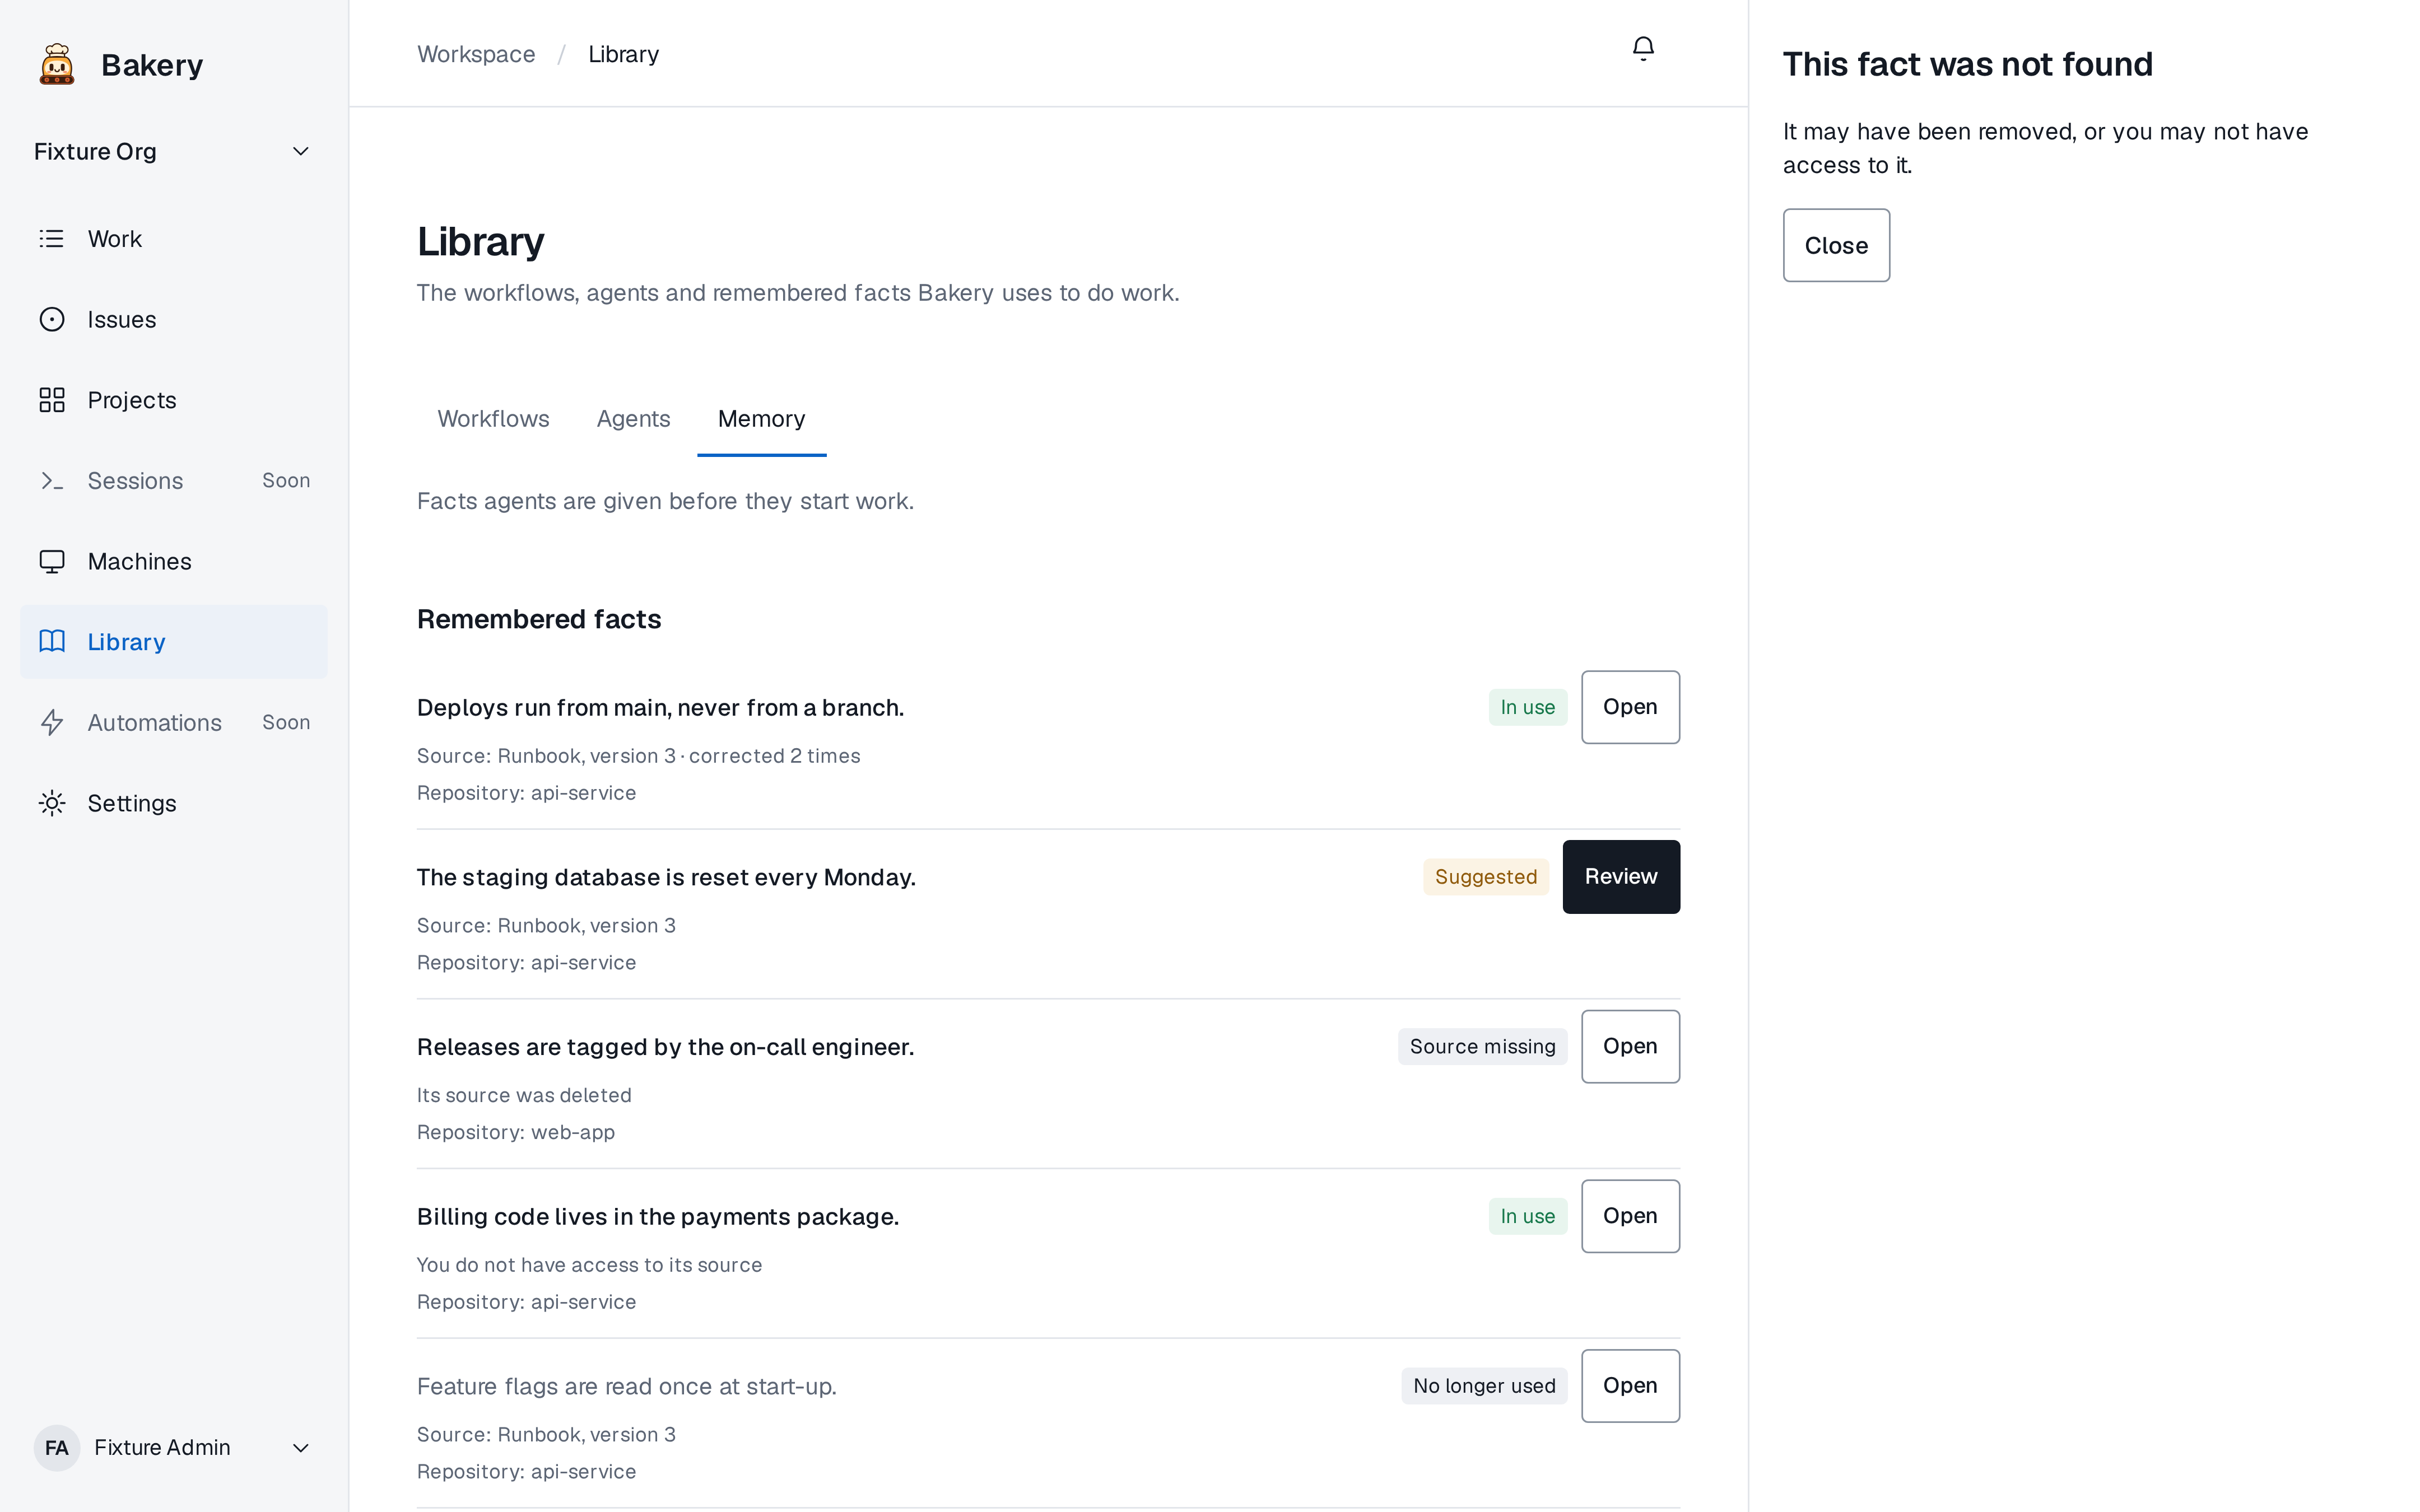 Bakery
Fixture Org
Work
Issues
Projects
Sessions Soon
Machines
Library
Automations Soon
Settings
FA Fixture Admin
Workspace / Library
Library
The workflows, agents and remembered facts Bakery uses to do work.
Workflows Agents Memory
Facts agents are given before they start work.
Remembered facts
Deploys run from main, never from a branch. In use Open
Source: Runbook, version 3 · corrected 2 times
Repository: api-service
The staging database is reset every Monday. Suggested Review
Source: Runbook, version 3
Repository: api-service
Releases are tagged by the on-call engineer. Source missing Open
Its source was deleted
Repository: web-app
Billing code lives in the payments package. In use Open
You do not have access to its source
Repository: api-service
Feature flags are read once at start-up. No longer used Open
Source: Runbook, version 3
Repository: api-service
This fact was not found
It may have been removed, or you may not have
access to it.
Close